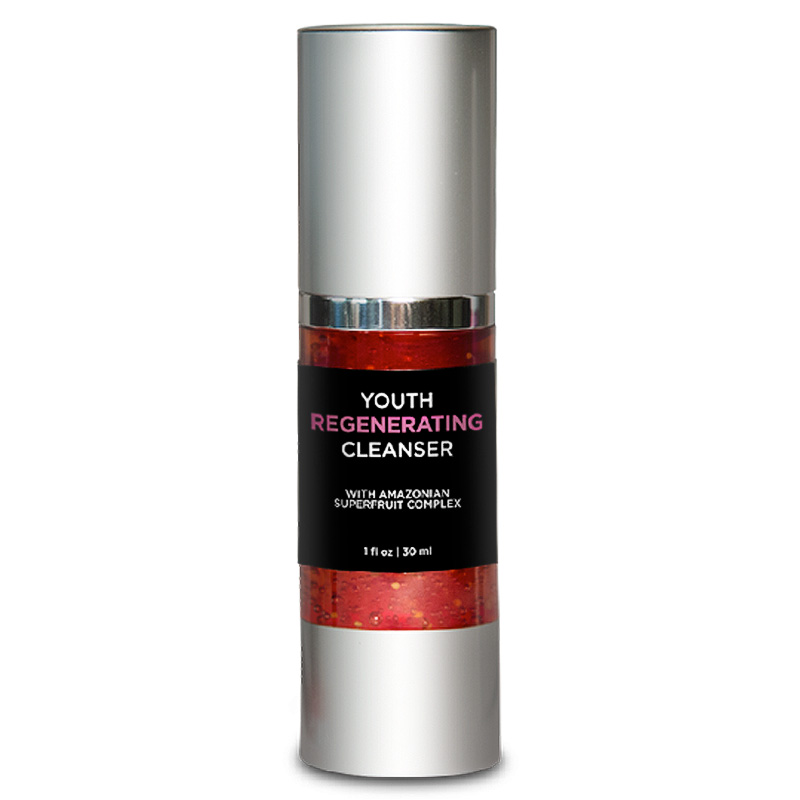 YOUTH
REGENERATING
CLEANSER
WITH AMAZONIAN
SUPERFRUIT COMPLEX
1 fl oz | 30 ml